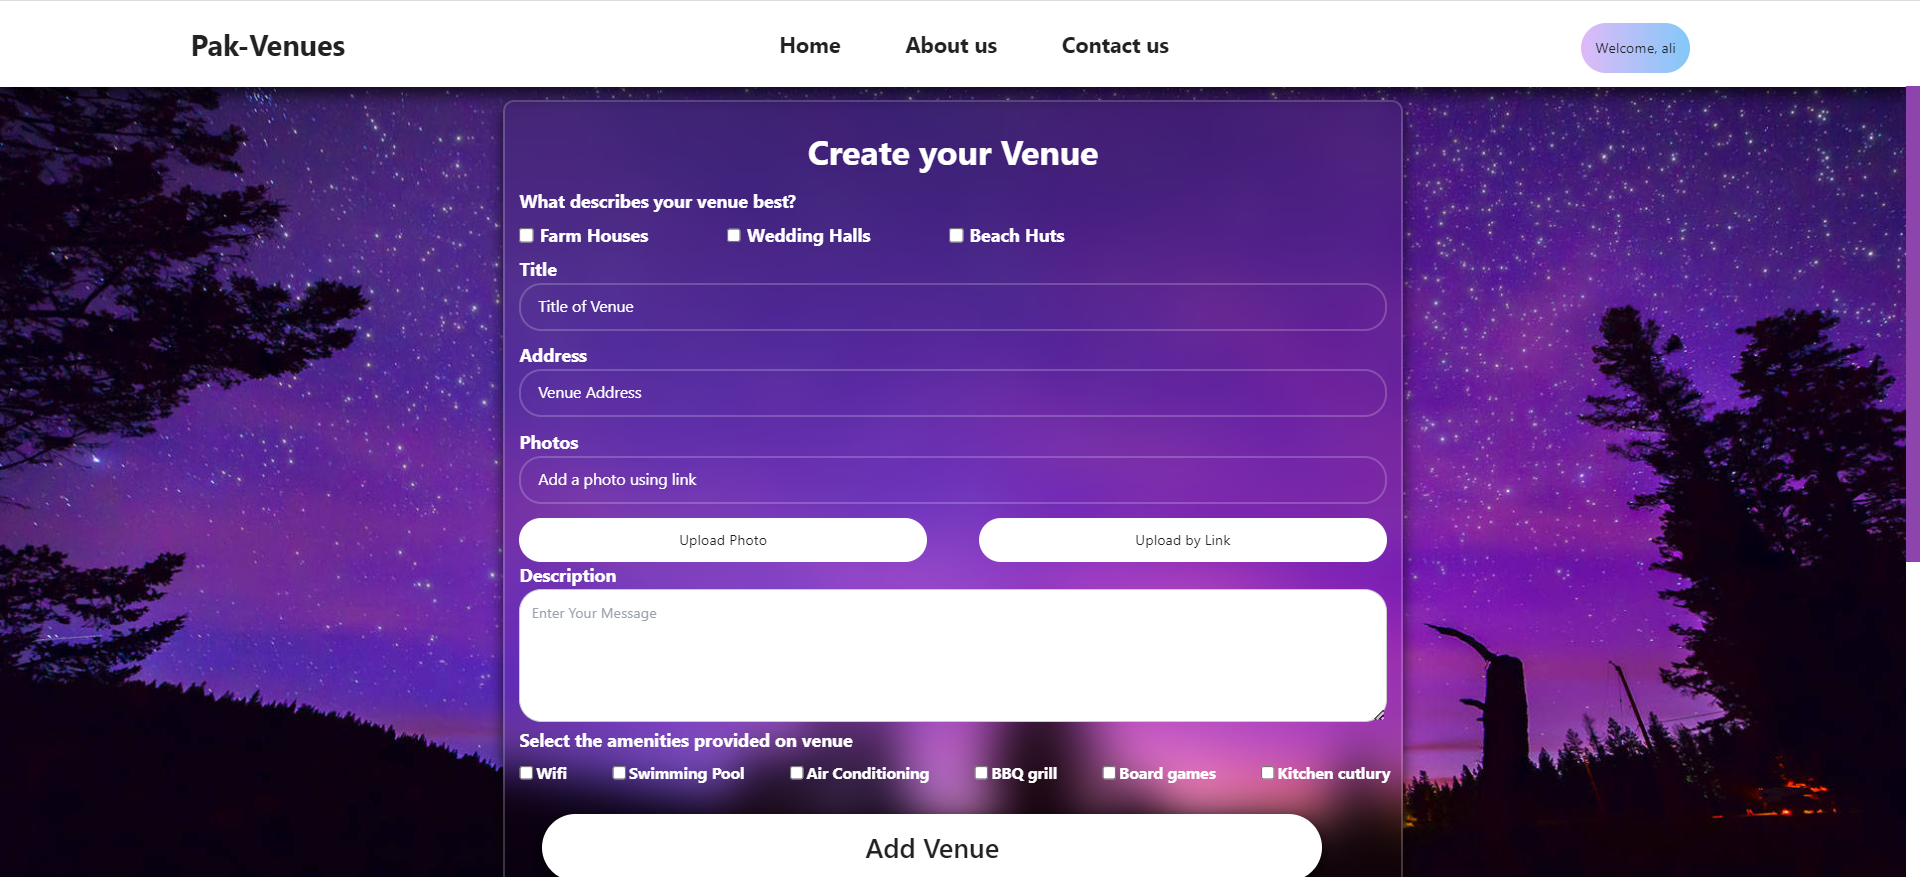 Pak-Venues Home About us Contact us Welcome, ali
Create your Venue
What describes your venue best?
Farm Houses Wedding Halls Beach Huts
Title
Title of Venue
Address
Venue Address
Photos
Add a photo using link
Upload Photo Upload by Link
Description
Enter Your Message
Select the amenities provided on venue
Wifi Swimming Pool Air Conditioning BBQ grill Board games Kitchen cutlury
Add Venue